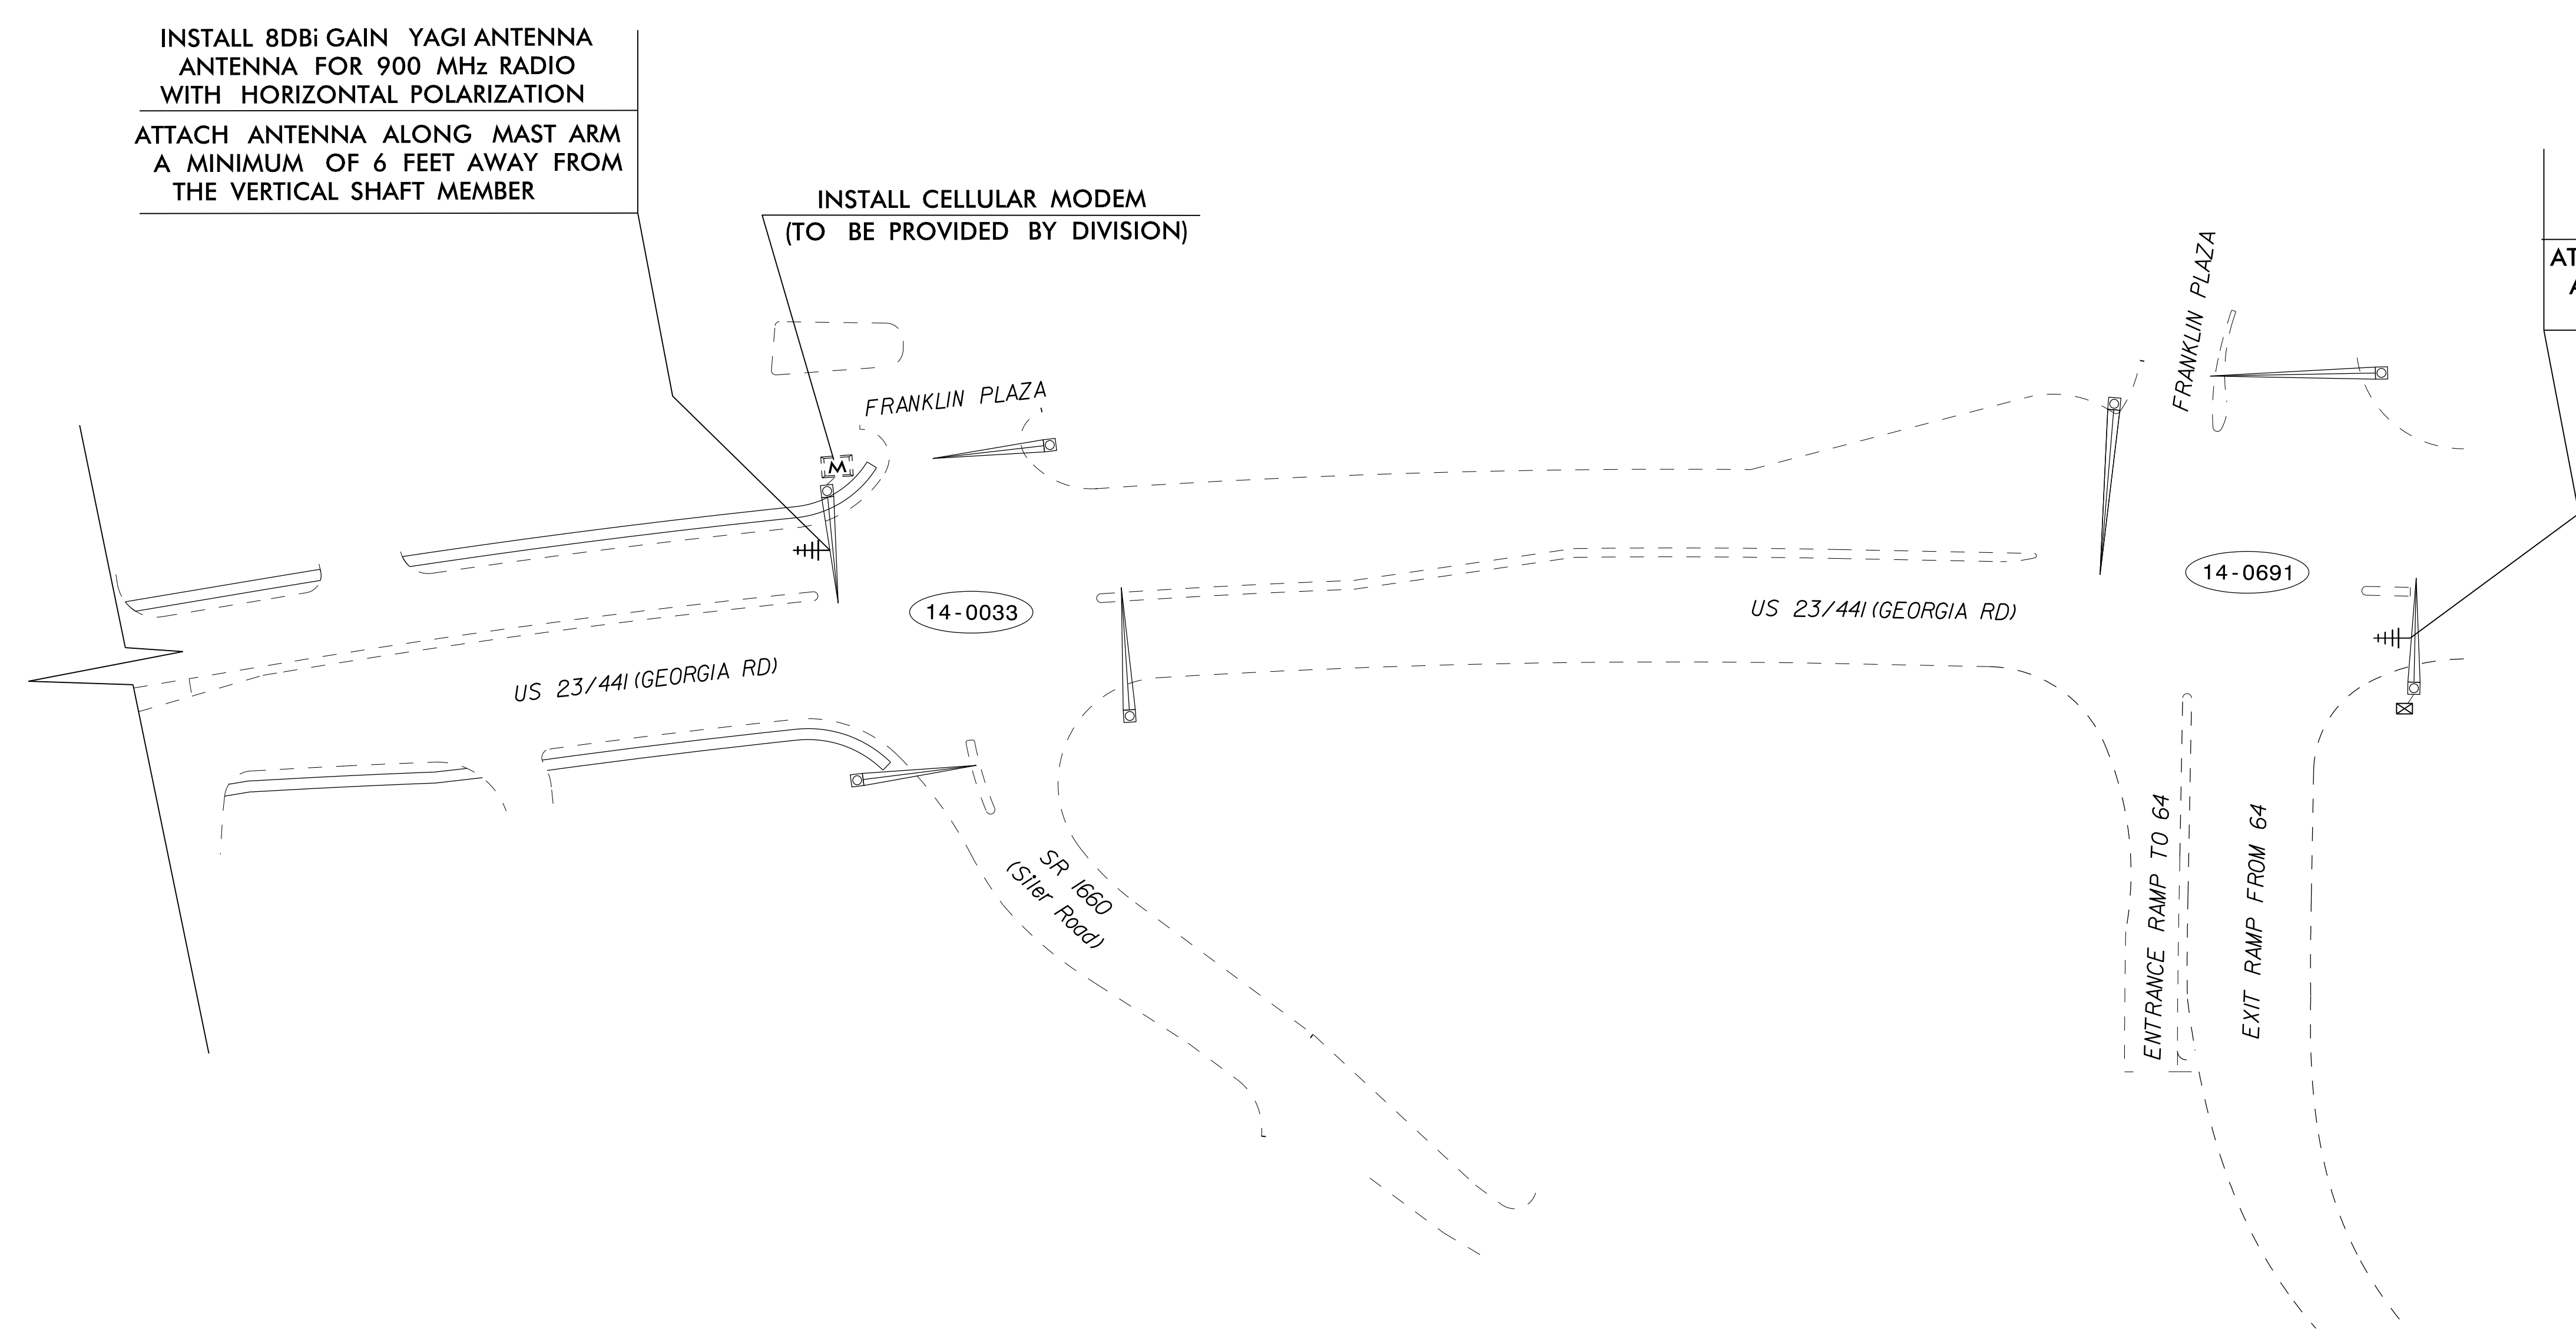 INSTALL 8DBi GAIN YAGI ANTENNA
ANTENNA FOR 900 MHz RADIO
WITH HORIZONTAL POLARIZATION
ATTACH ANTENNA ALONG MAST ARM
A MINIMUM OF 6 FEET AWAY FROM
THE VERTICAL SHAFT MEMBER
INSTALL CELLULAR MODEM
(TO BE PROVIDED BY DIVISION)
AT
A
FRANKLIN PLAZA
FRANKLIN PLAZA
M
14-0033
14-0691
US 23/441 (GEORGIA RD)
US 23/441 (GEORGIA RD)
SR 1660
(Siler Road)
ENTRANCE RAMP TO 64
EXIT RAMP FROM 64